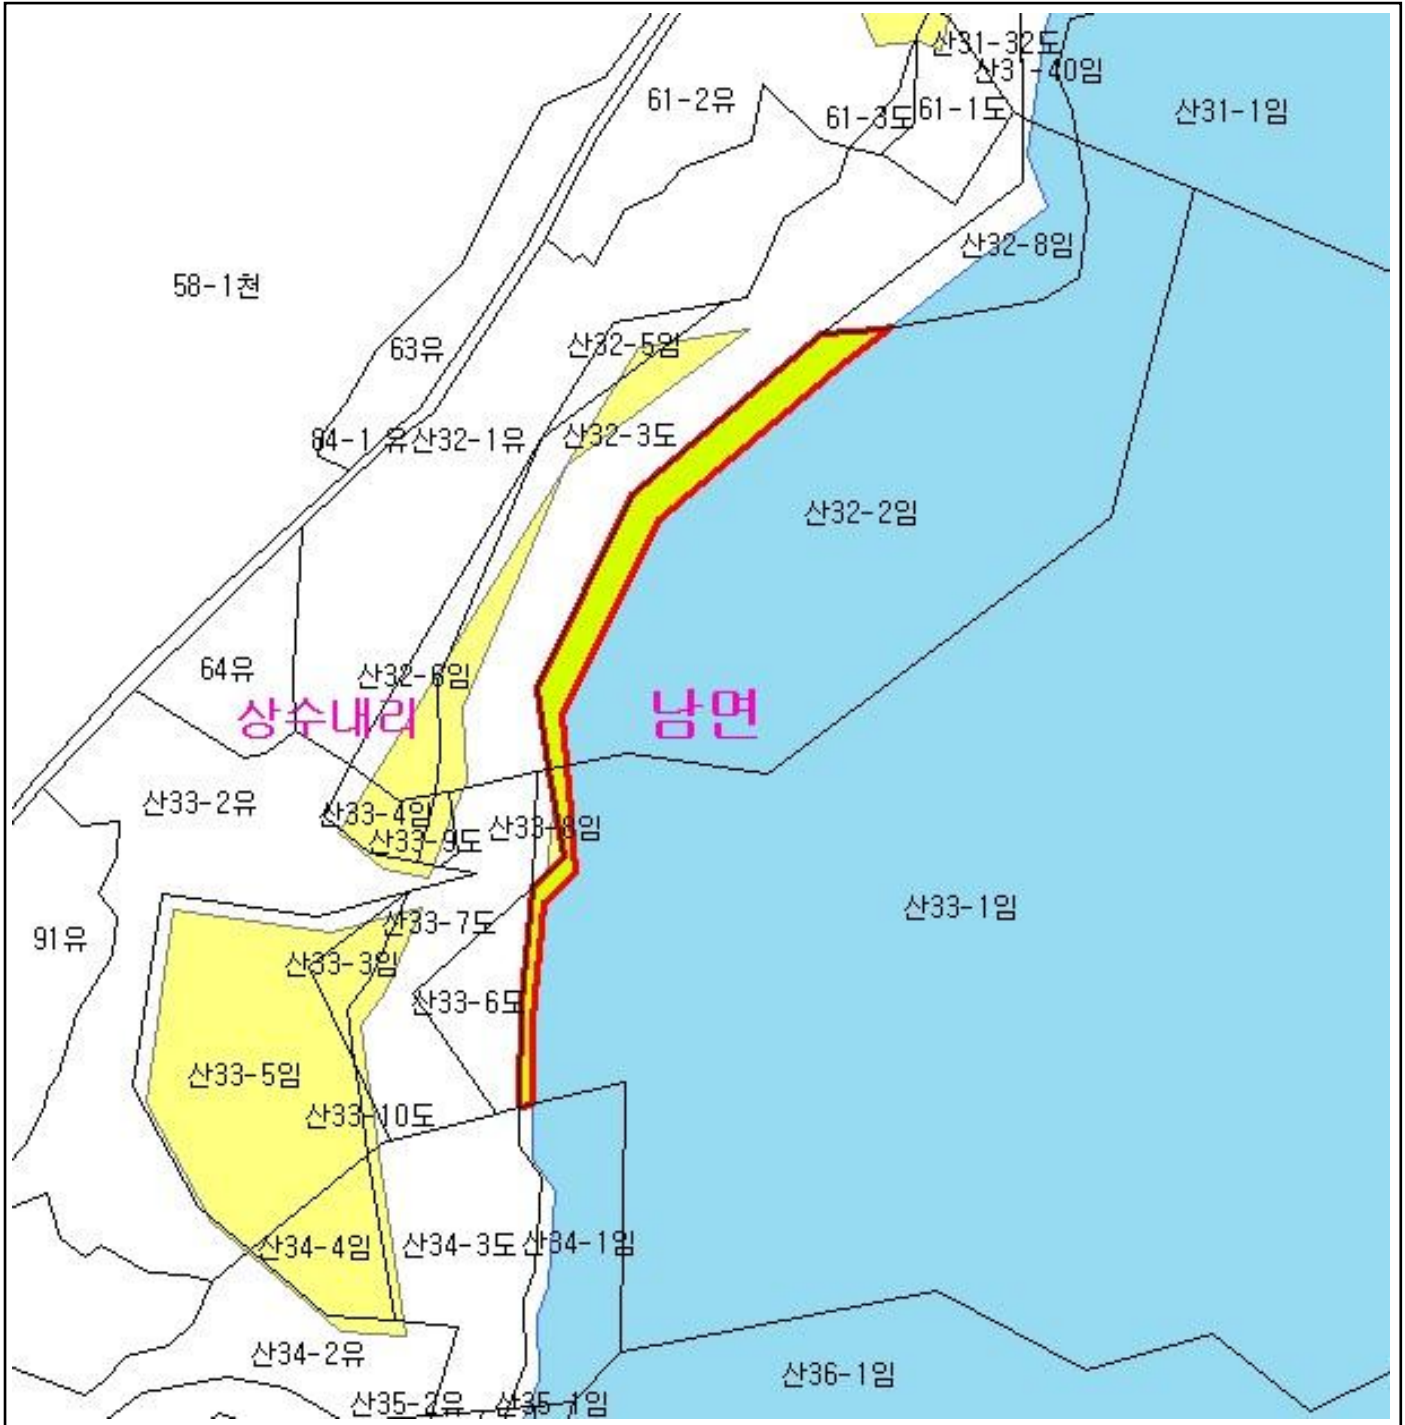 산31-32도
산31-40임
61-2유
61-3도
61-1도
산31-1임
산32-8임
58-1천
63유
산32-5임
84-1 유
산32-1유
산32-3도
산32-2임
64유
산32-6임
상수내리
남면
산33-2유
산33-4임
산33-9도
산33-8임
91유
산33-7도
산33-1임
산33-3임
산33-6도
산33-5임
산33-10도
산34-4임
산34-3도
산34-1임
산34-2유
산36-1임
산35-2유
산35-1임